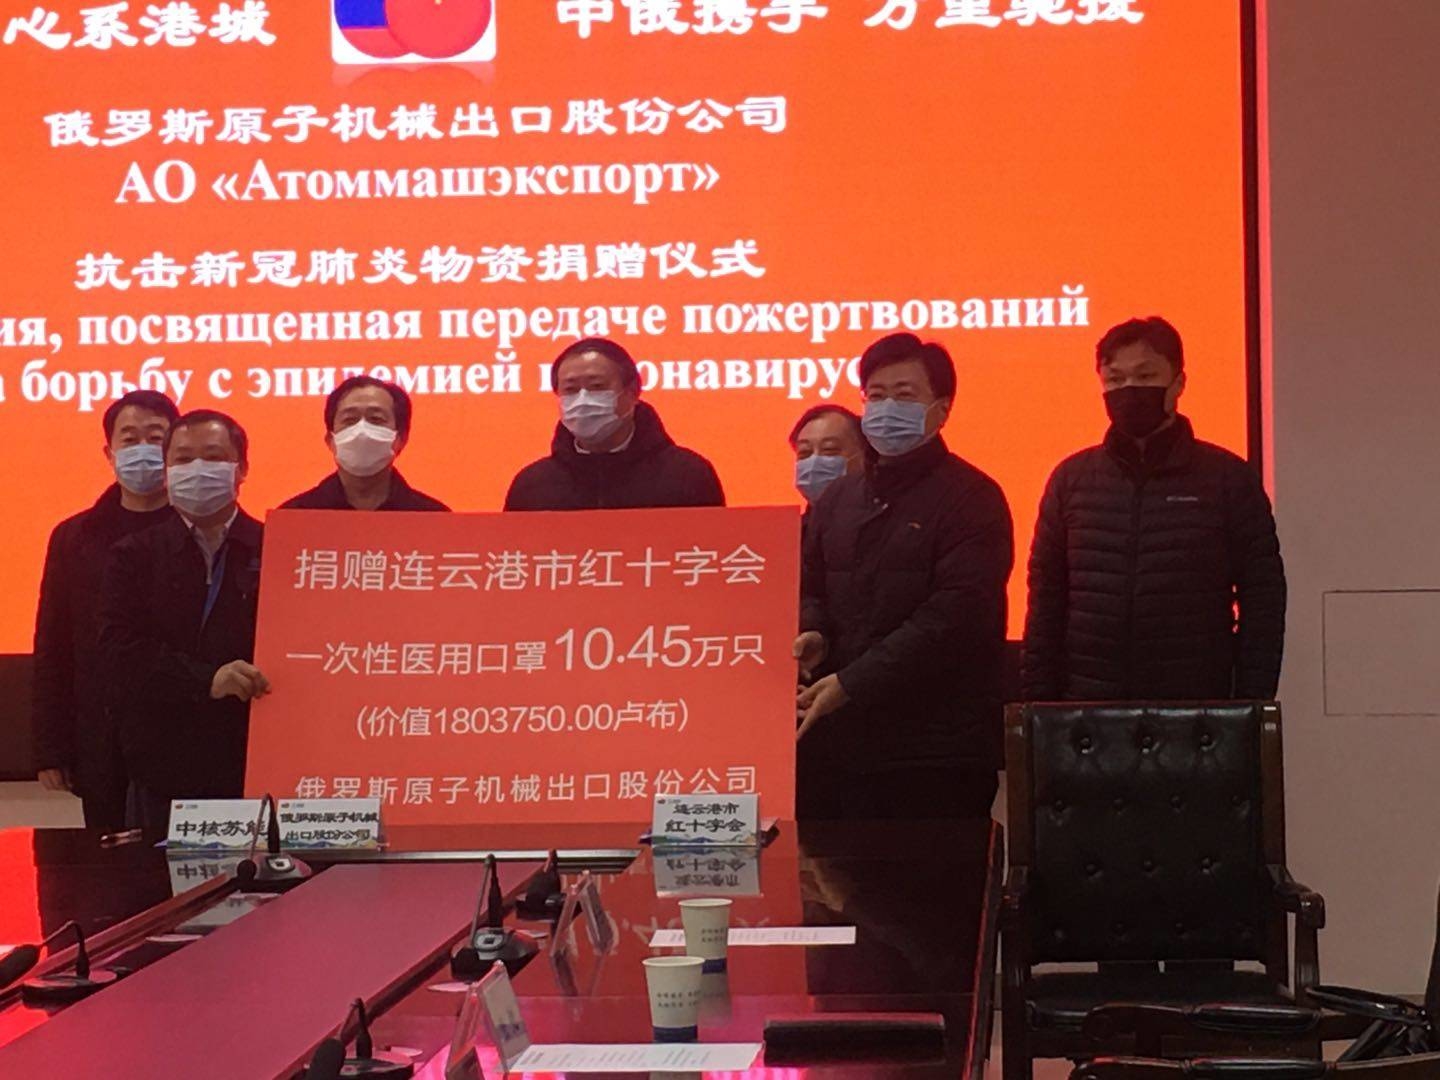 心系港城
中俄携手 万里驰援
俄罗斯原子机械出口股份公司
АО «Атоммашэкспорт»
抗击新冠肺炎物资捐赠仪式
посвященная передаче пожертвований
борьбу с
捐赠连云港市红十字会
一次性医用口罩10.45万只
(价值1803750.00卢布)
俄罗斯原子机械出口股份公司
中核苏能
俄罗斯原子机械
出口股份公司
连云港市
红十字会